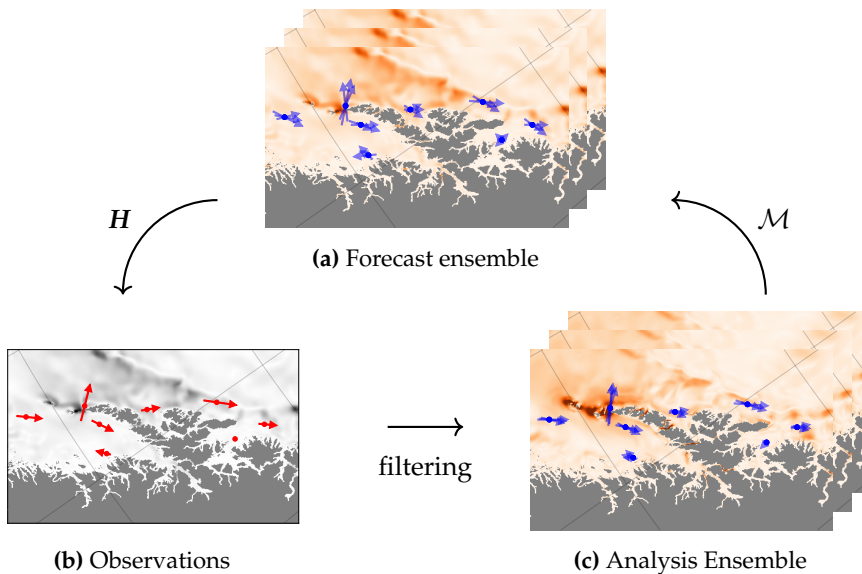 (a) Forecast ensemble
H
ℳ
filtering
(b) Observations
(c) Analysis Ensemble